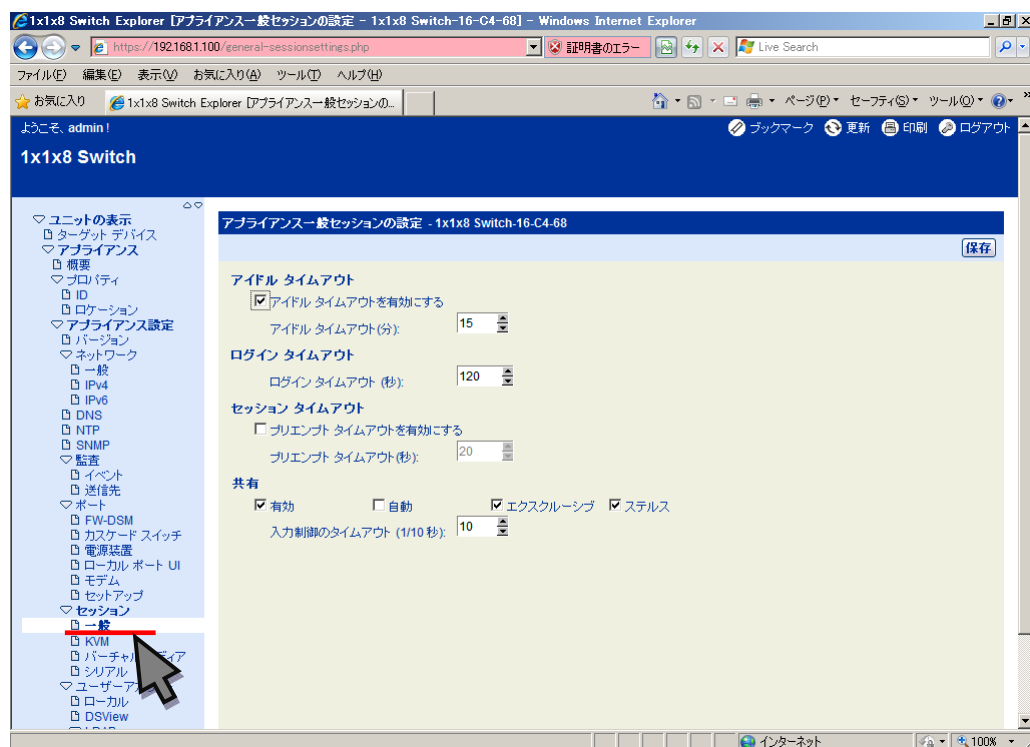 1x1x8 Switch Explorer [アプライアンス一般セッションの設定 - 1x1x8 Switch-16-C4-68] - Windows Internet Explorer
https://192.168.1.100/general-sessionsettings.php
証明書のエラー
Live Search
ファイル(F) 編集(E) 表示(V) お気に入り(A) ツール(T) ヘルプ(H)
お気に入り
1x1x8 Switch Explorer [アプライアンス一般セッションの...
ページ(P) セーフティ(S) ツール(O)
ようこそ、admin !
ブックマーク 更新 印刷 ログアウト
1x1x8 Switch
ユニットの表示
ターゲット デバイス
アプライアンス
概要
プロパティ
ID
ロケーション
アプライアンス設定
バージョン
ネットワーク
一般
IPv4
IPv6
DNS
NTP
SNMP
監査
イベント
送信先
ポート
FW-DSM
カスケード スイッチ
電源装置
ローカル ポート UI
モデム
セットアップ
セッション
一般
KVM
シリアル
ローカル
DSView
アプライアンス一般セッションの設定 - 1x1x8 Switch-16-C4-68
保存
アイドル タイムアウト
アイドル タイムアウトを有効にする
アイドル タイムアウト(分): 15
ログイン タイムアウト
ログイン タイムアウト (秒): 120
セッション タイムアウト
プリエンプト タイムアウトを有効にする
プリエンプト タイムアウト(秒): 20
共有
有効 自動 エクスクルーシブ ステルス
入力制御のタイムアウト (1/10 秒): 10
インターネット
100%